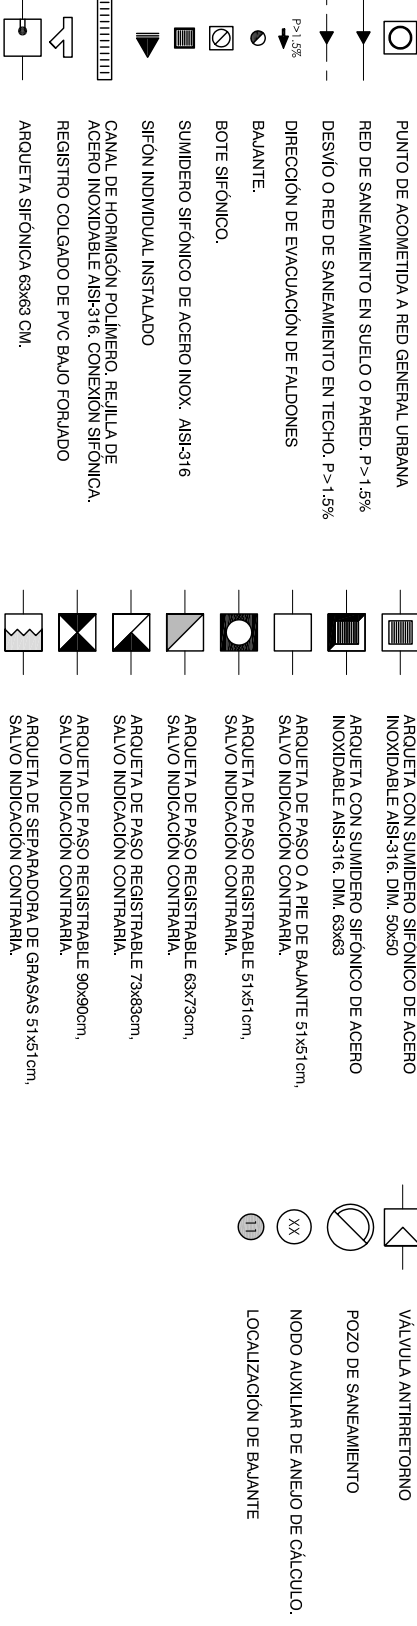 PUNTO DE ACOMETIDA A RED GENERAL URBANA
RED DE SANEAMIENTO EN SUELO O PARED. P>1.5%
DESVÍO O RED DE SANEAMIENTO EN TECHO. P>1.5%
P>1.5%
DIRECCIÓN DE EVACUACIÓN DE FALDONES
BAJANTE.
BOTE SIFÓNICO.
SUMIDERO SIFÓNICO DE ACERO INOX. AISI-316
SIFÓN INDIVIDUAL INSTALADO
CANAL DE HORMIGÓN POLÍMERO. REJILLA DE
ACERO INOXIDABLE AISI-316. CONEXIÓN SIFÓNICA.
REGISTRO COLGADO DE PVC BAJO FORJADO
ARQUETA SIFÓNICA 63x63 CM.
ARQUETA CON SUMIDERO SIFÓNICO DE ACERO
INOXIDABLE AISI-316. DIM. 50x50
ARQUETA CON SUMIDERO SIFÓNICO DE ACERO
INOXIDABLE AISI-316. DIM. 63x63
ARQUETA DE PASO O A PIE DE BAJANTE 51x51cm,
SALVO INDICACIÓN CONTRARIA.
ARQUETA DE PASO REGISTRABLE 51x51cm,
SALVO INDICACIÓN CONTRARIA.
ARQUETA DE PASO REGISTRABLE 63x73cm,
SALVO INDICACIÓN CONTRARIA.
ARQUETA DE PASO REGISTRABLE 73x83cm,
SALVO INDICACIÓN CONTRARIA.
ARQUETA DE PASO REGISTRABLE 90x90cm,
SALVO INDICACIÓN CONTRARIA.
ARQUETA DE SEPARADORA DE GRASAS 51x51cm,
SALVO INDICACIÓN CONTRARIA.
VÁLVULA ANTIRRETORNO
POZO DE SANEAMIENTO
XX
NODO AUXILIAR DE ANEJO DE CÁLCULO.
11
LOCALIZACIÓN DE BAJANTE